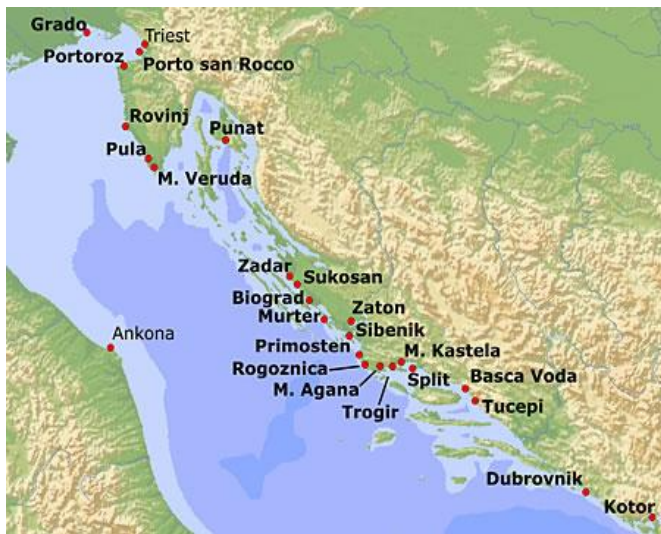 Grado
Triest
Portoroz
Porto san Rocco
Rovinj
Punat
Pula
M. Veruda
Zadar
Sukosan
Biograd
Zaton
Murter
Sibenik
Ankona
Primosten
M. Kastela
Rogoznica
Split
Basca Voda
M. Agana
Trogir
Tucepi
Dubrovnik
Kotor